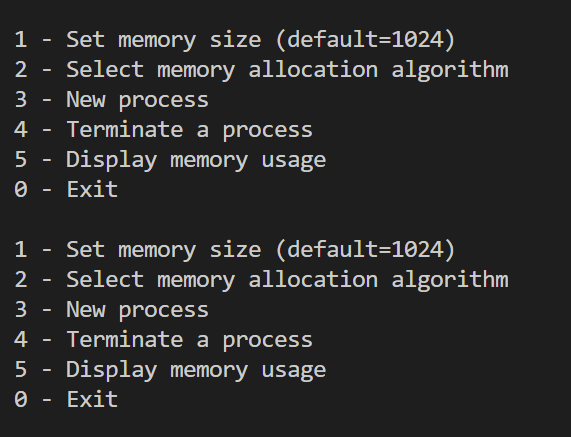 1 - Set memory size (default=1024)
2 - Select memory allocation algorithm
3 - New process
4 - Terminate a process
5 - Display memory usage
0 - Exit
1 - Set memory size (default=1024)
2 - Select memory allocation algorithm
3 - New process
4 - Terminate a process
5 - Display memory usage
0 - Exit